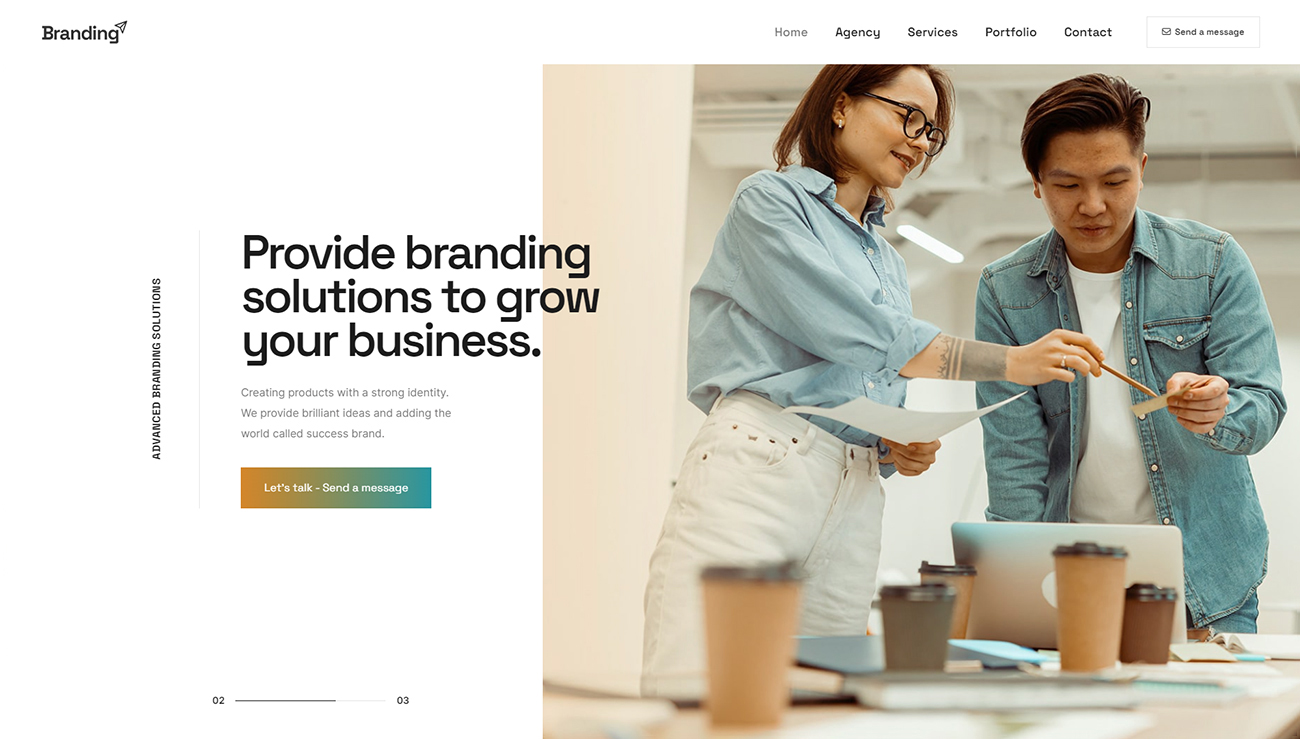 Branding
Home Agency Services Portfolio Contact Send a message
ADVANCED BRANDING SOLUTIONS
Provide branding
solutions to grow
your business.
Creating products with a strong identity.
We provide brilliant ideas and adding the
world called success brand.
Let's talk - Send a message
02 03